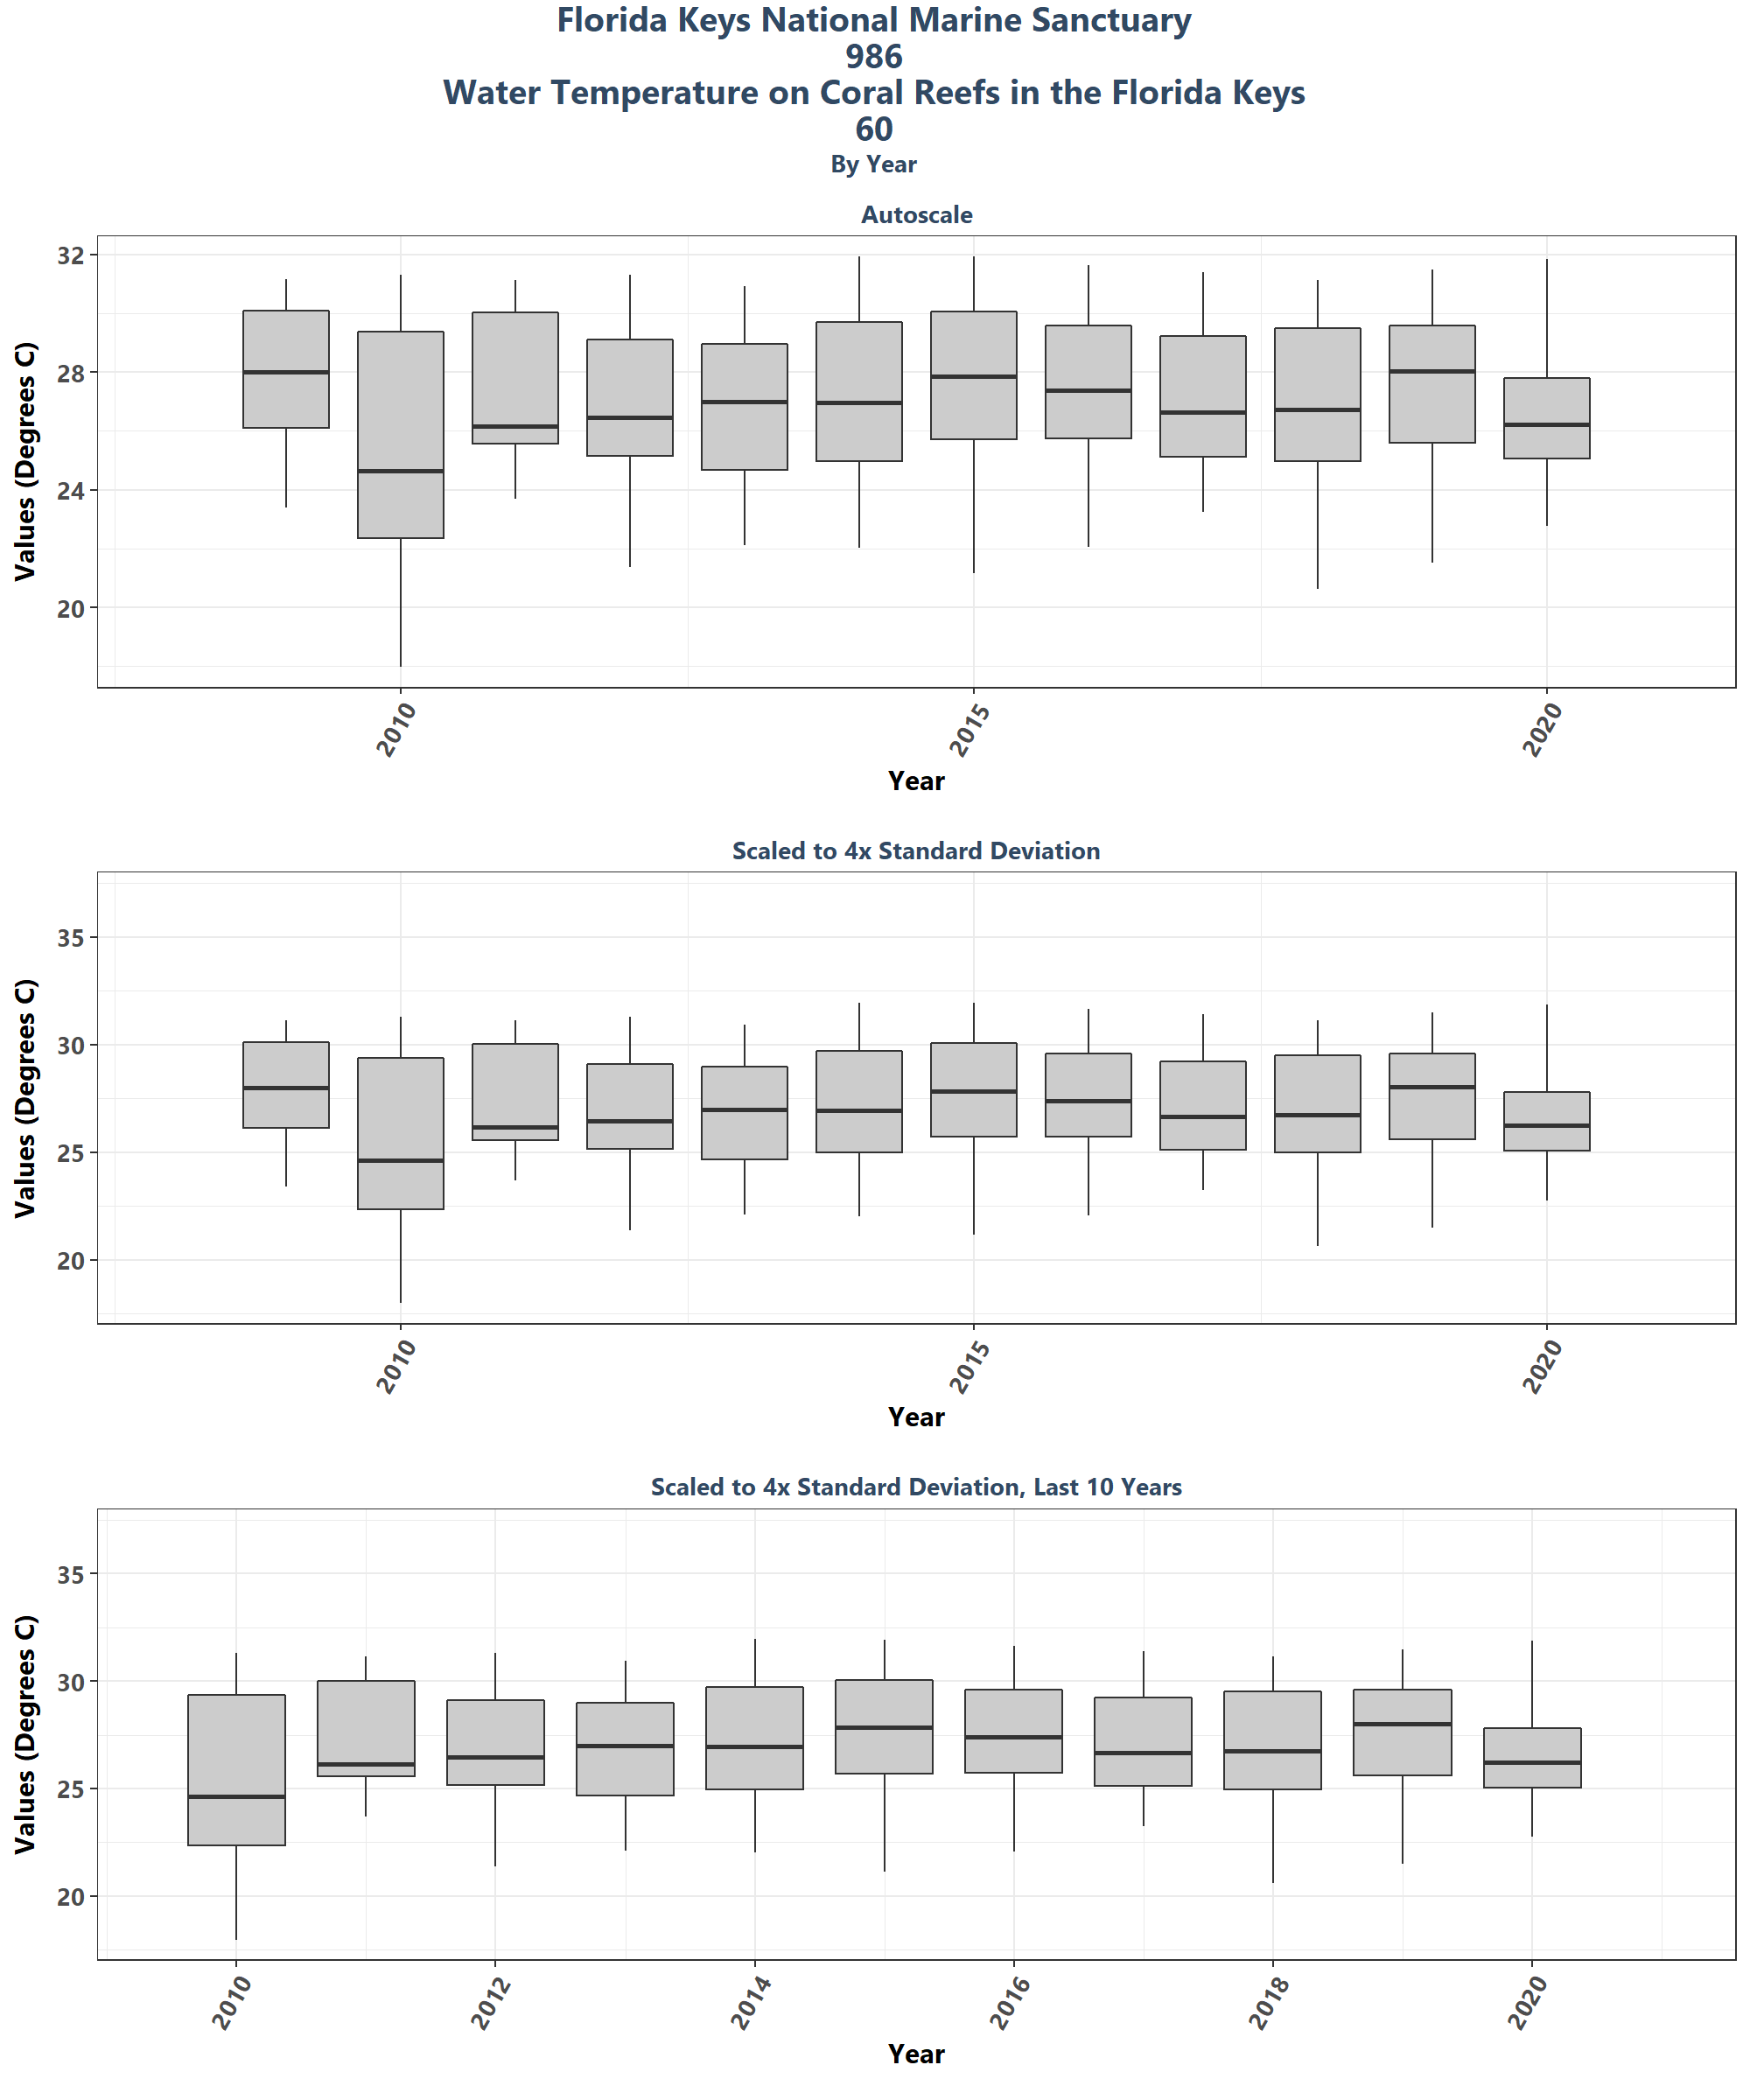 Florida Keys National Marine Sanctuary
986
Water Temperature on Coral Reefs in the Florida Keys
60
By Year
Autoscale
Values (Degrees C)
32
28
24
20
2010
2015
2020
Year
Scaled to 4x Standard Deviation
Values (Degrees C)
35
30
25
20
2010
2015
2020
Year
Scaled to 4x Standard Deviation, Last 10 Years
Values (Degrees C)
35
30
25
20
2010
2012
2014
2016
2018
2020
Year